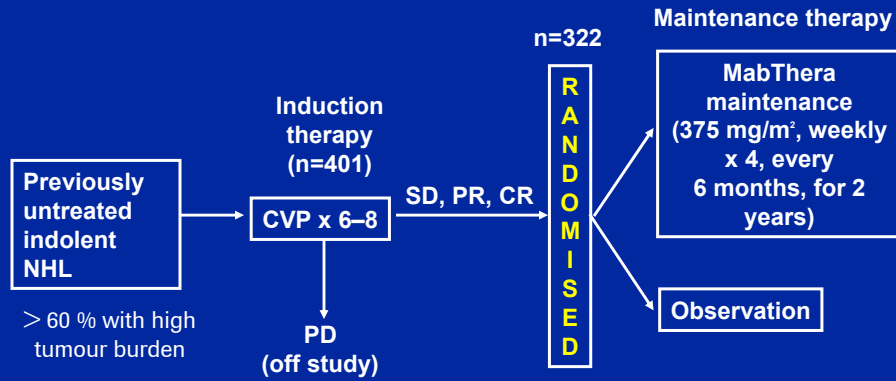 Maintenance therapy
n=322
MabThera
maintenance
(375 mg/m², weekly
x 4, every
6 months, for 2
years)
R
A
N
D
O
M
I
S
E
D
Induction
therapy
(n=401)
SD, PR, CR
CVP x 6–8
Previously
untreated
indolent
NHL
Observation
> 60 % with high
tumour burden
PD
(off study)